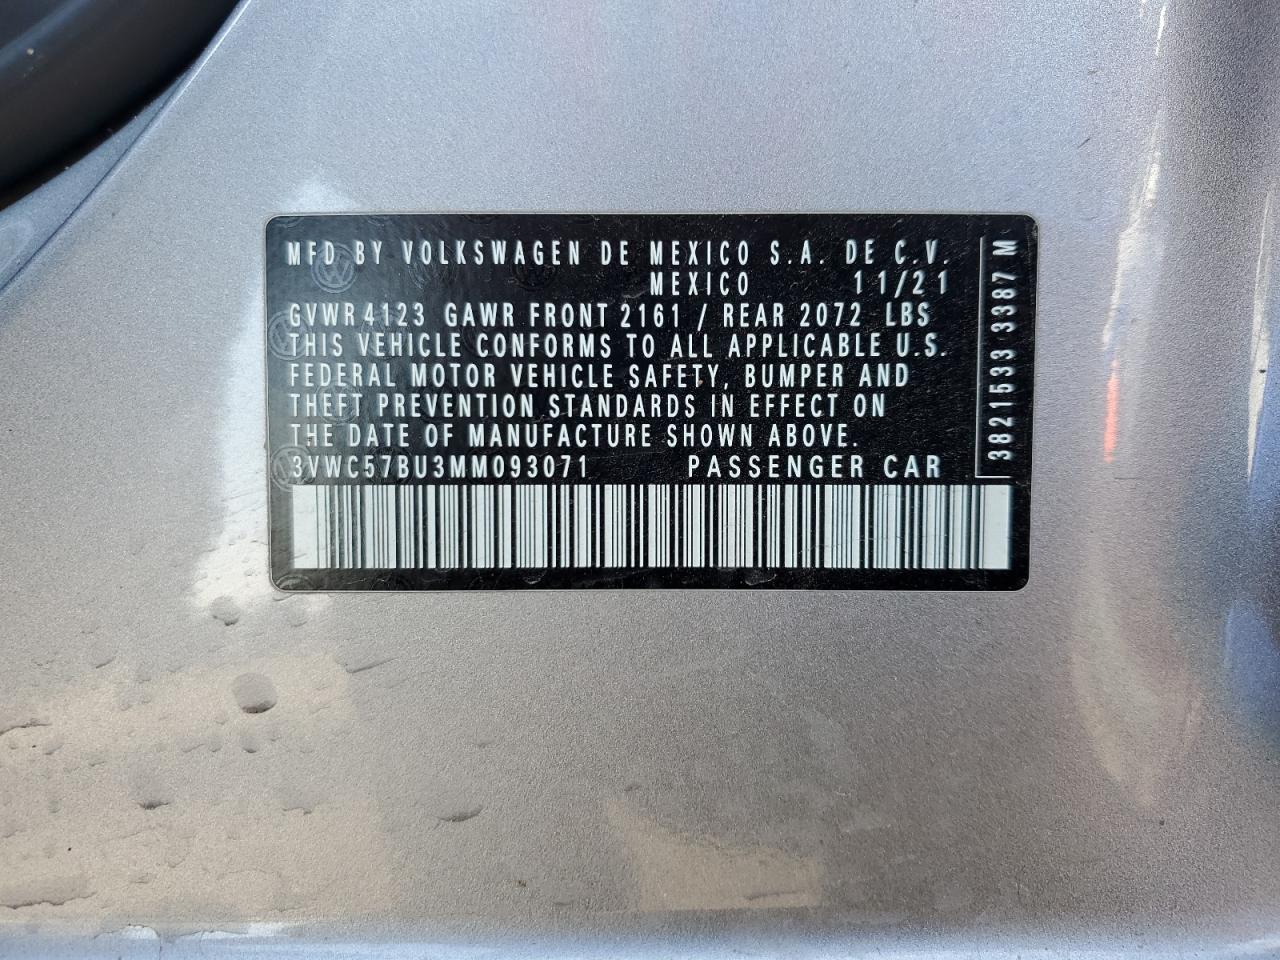 MFD BY VOLKSWAGEN DE MEXICO S.A. DE C.V.
MEXICO 11/21
GVWR 4123 GAWR FRONT 2161 / REAR 2072 LBS
THIS VEHICLE CONFORMS TO ALL APPLICABLE U.S.
FEDERAL MOTOR VEHICLE SAFETY, BUMPER AND
THEFT PREVENTION STANDARDS IN EFFECT ON
THE DATE OF MANUFACTURE SHOWN ABOVE.
3VWC57BU3MM093071 PASSENGER CAR
3821533 3387 M